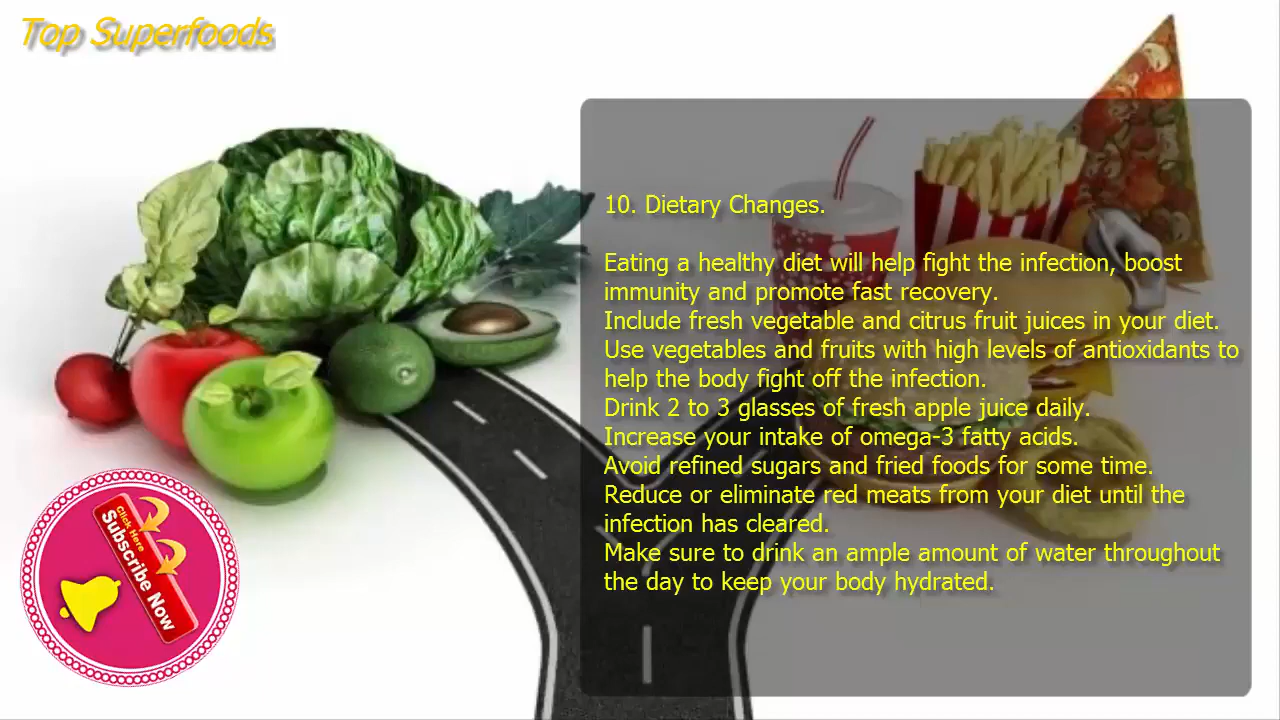 Top Superfoods
10. Dietary Changes.
Eating a healthy diet will help fight the infection, boost
immunity and promote fast recovery.
Include fresh vegetable and citrus fruit juices in your diet.
Use vegetables and fruits with high levels of antioxidants to
help the body fight off the infection.
Drink 2 to 3 glasses of fresh apple juice daily.
Increase your intake of omega-3 fatty acids.
Avoid refined sugars and fried foods for some time.
Reduce or eliminate red meats from your diet until the
infection has cleared.
Make sure to drink an ample amount of water throughout
the day to keep your body hydrated.
Click Here
Subscribe Now